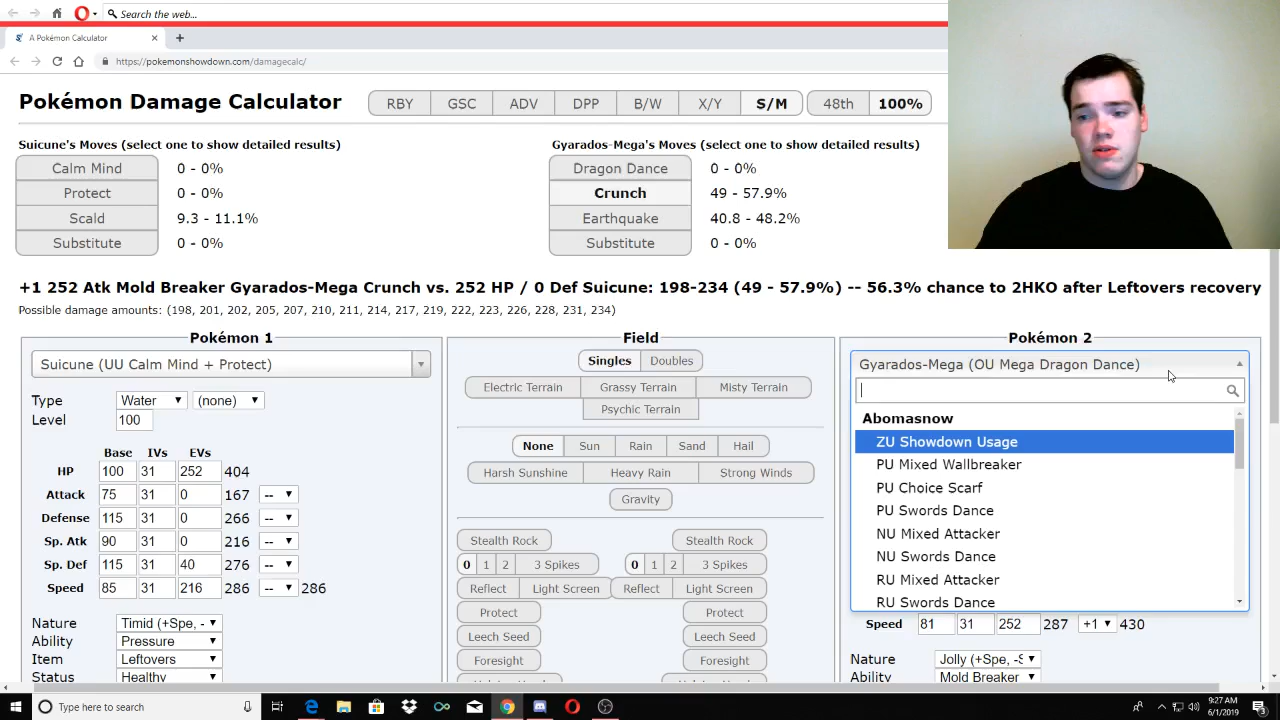 Search the web...
A Pokémon Calculator
https://pokemonshowdown.com/damagecalc/
Pokémon Damage Calculator RBY GSC ADV DPP B/W X/Y S/M 48th 100%
Suicune's Moves (select one to show detailed results) Gyarados-Mega's Moves (select one to show detailed results)
Calm Mind 0 - 0% Dragon Dance 0 - 0%
Protect 0 - 0% Crunch 49 - 57.9%
Scald 9.3 - 11.1% Earthquake 40.8 - 48.2%
Substitute 0 - 0% Substitute 0 - 0%
+1 252 Atk Mold Breaker Gyarados-Mega Crunch vs. 252 HP / 0 Def Suicune: 198-234 (49 - 57.9%) -- 56.3% chance to 2HKO after Leftovers recovery
Possible damage amounts: (198, 201, 202, 205, 207, 210, 211, 214, 217, 219, 222, 223, 226, 228, 231, 234)
Pokémon 1 Field Pokémon 2
Suicune (UU Calm Mind + Protect) Singles Doubles Gyarados-Mega (OU Mega Dragon Dance)
Electric Terrain Grassy Terrain Misty Terrain
Type Water (none) Psychic Terrain Abomasnow
Level 100 ZU Showdown Usage
Base IVs EVs None Sun Rain Sand Hail PU Mixed Wallbreaker
HP 100 31 252 404 Harsh Sunshine Heavy Rain Strong Winds PU Choice Scarf
Attack 75 31 0 167 -- Gravity PU Swords Dance
Defense 115 31 0 266 -- NU Mixed Attacker
Sp. Atk 90 31 0 216 -- Stealth Rock Stealth Rock NU Swords Dance
Sp. Def 115 31 40 276 -- 0 1 2 3 Spikes 0 1 2 3 Spikes RU Mixed Attacker
Speed 85 31 216 286 -- 286 Reflect Light Screen Reflect Light Screen RU Swords Dance
Protect Protect
Nature Timid (+Spe, - Leech Seed Leech Seed Speed 81 31 252 287 +1 430
Ability Pressure
Item Leftovers Foresight Foresight Nature Jolly (+Spe, -S
Status Healthy Ability Mold Breaker
Type here to search 9:27 AM
6/1/2019